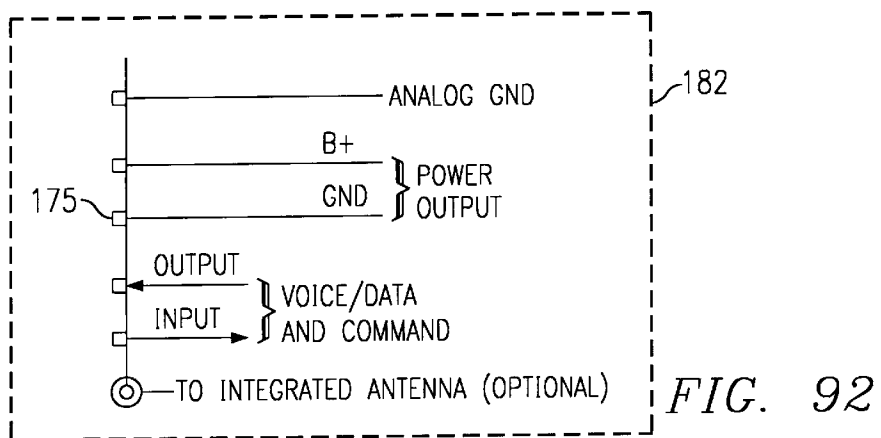 182
ANALOG GND
B+
POWER
OUTPUT
GND
175
OUTPUT
INPUT
VOICE/DATA
AND COMMAND
TO INTEGRATED ANTENNA (OPTIONAL)
FIG. 92